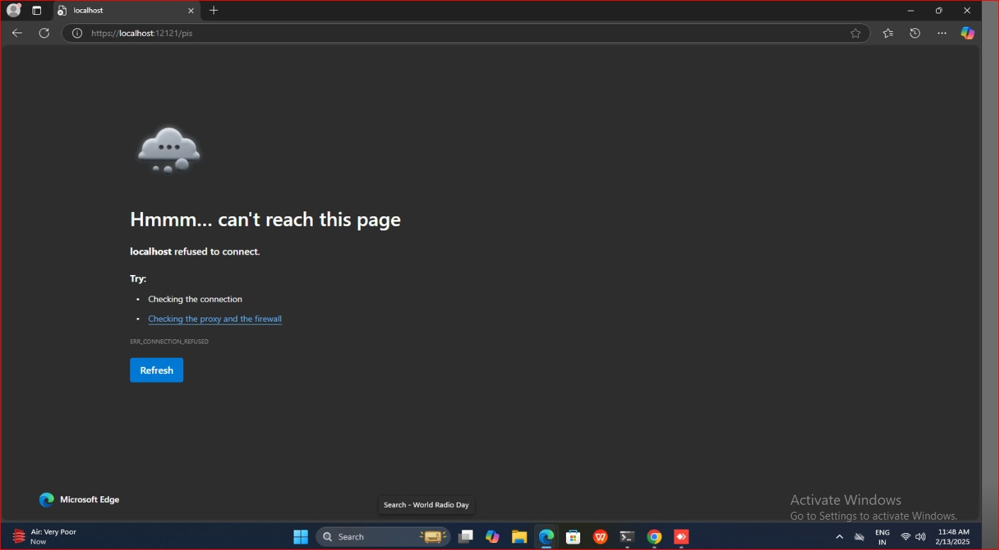 localhost
https://localhost:12121/pis
Hmmm... can't reach this page
localhost refused to connect.
Try:
• Checking the connection
• Checking the proxy and the firewall
ERR_CONNECTION_REFUSED
Refresh
Microsoft Edge
Search - World Radio Day
Activate Windows
Go to Settings to activate Windows.
Air: Very Poor
Now
Search
ENG
IN
11:48 AM
2/13/2025